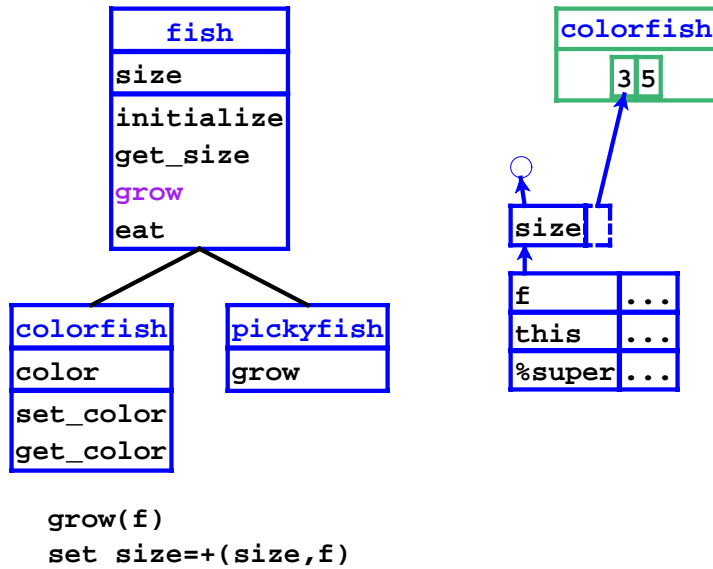 fish
size
initialize
get_size
grow
eat
colorfish
color
set_color
get_color
pickyfish
grow
grow(f)
set size=+(size,f)
colorfish
3 5
size
f ...
this ...
%super ...